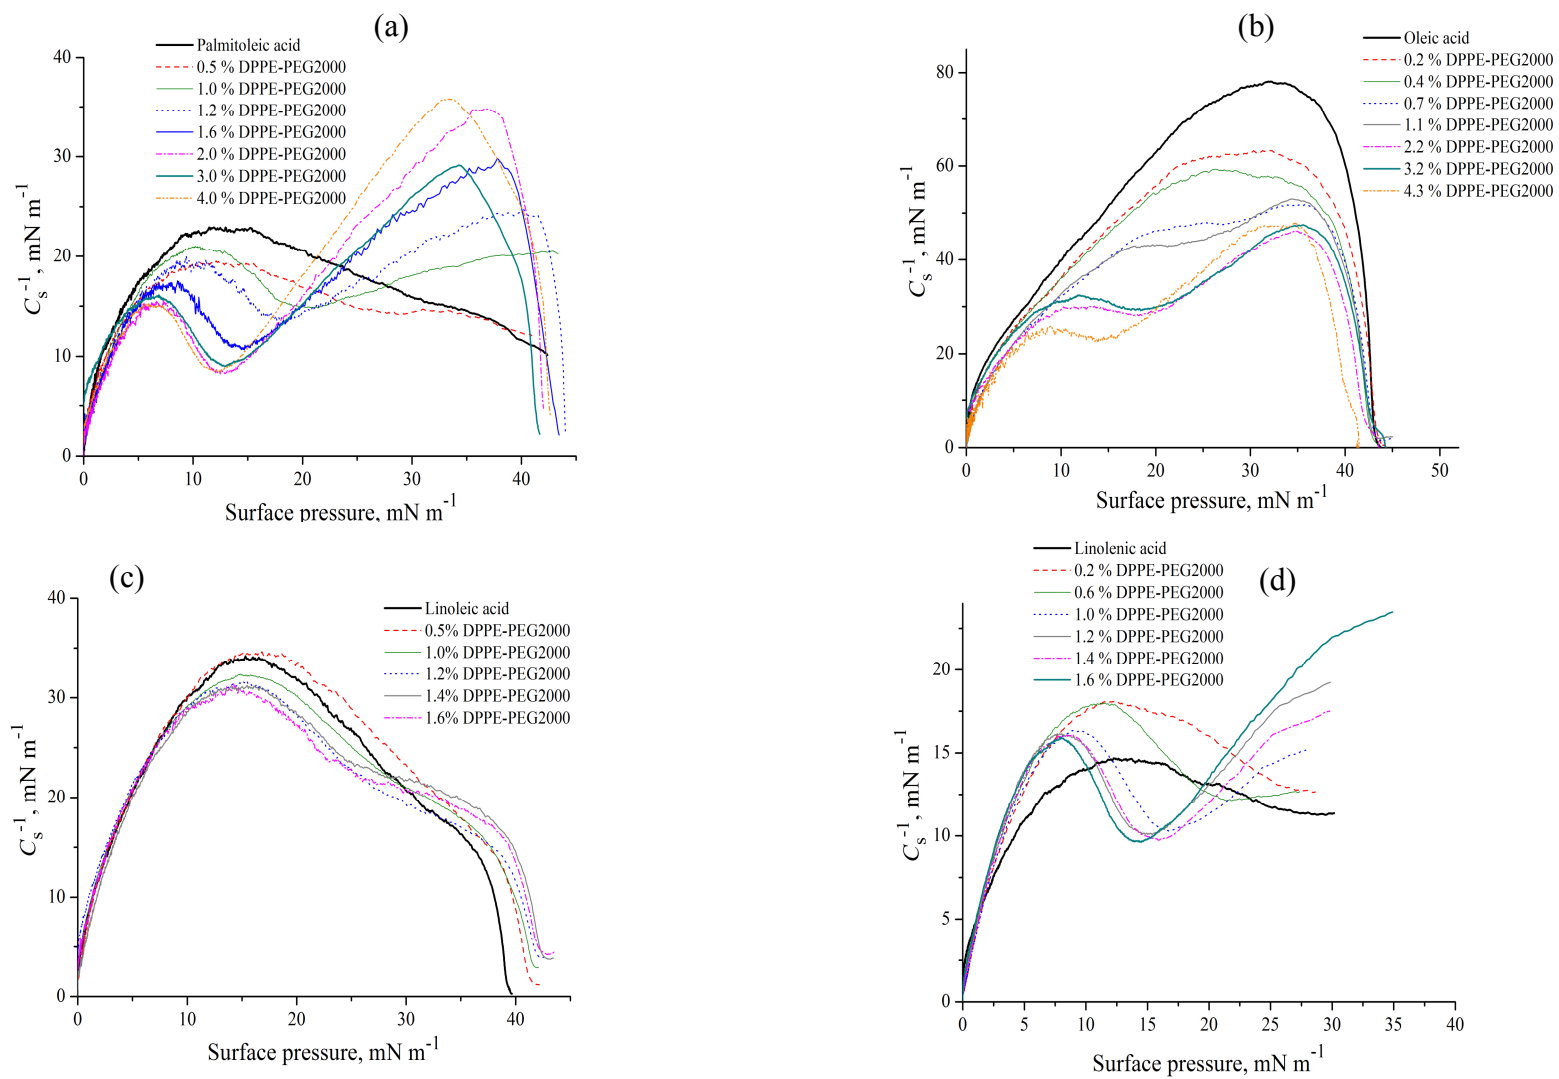 (a)
Palmitoleic acid
0.5 % DPPE-PEG2000
1.0 % DPPE-PEG2000
1.2 % DPPE-PEG2000
1.6 % DPPE-PEG2000
2.0 % DPPE-PEG2000
3.0 % DPPE-PEG2000
4.0 % DPPE-PEG2000
40
30
20
10
0
Cs-1, mN m-1
0 10 20 30 40
Surface pressure, mN m-1
(b)
Oleic acid
0.2 % DPPE-PEG2000
0.4 % DPPE-PEG2000
0.7 % DPPE-PEG2000
1.1 % DPPE-PEG2000
2.2 % DPPE-PEG2000
3.2 % DPPE-PEG2000
4.3 % DPPE-PEG2000
80
60
40
20
0
Cs-1, mN m-1
0 10 20 30 40 50
Surface pressure, mN m-1
(c)
Linoleic acid
0.5% DPPE-PEG2000
1.0% DPPE-PEG2000
1.2% DPPE-PEG2000
1.4% DPPE-PEG2000
1.6% DPPE-PEG2000
40
30
20
10
0
Cs-1, mN m-1
0 10 20 30 40
Surface pressure, mN m-1
(d)
Linolenic acid
0.2 % DPPE-PEG2000
0.6 % DPPE-PEG2000
1.0 % DPPE-PEG2000
1.2 % DPPE-PEG2000
1.4 % DPPE-PEG2000
1.6 % DPPE-PEG2000
20
15
10
5
0
Cs-1, mN m-1
0 5 10 15 20 25 30 35 40
Surface pressure, mN m-1